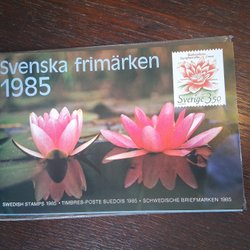 Svenska frimärken
1985
Sverige 3.50
SWEDISH STAMPS 1985 · TIMBRES-POSTE SUEDOIS 1985 · SCHWEDISCHE BRIEFMARKEN 1985